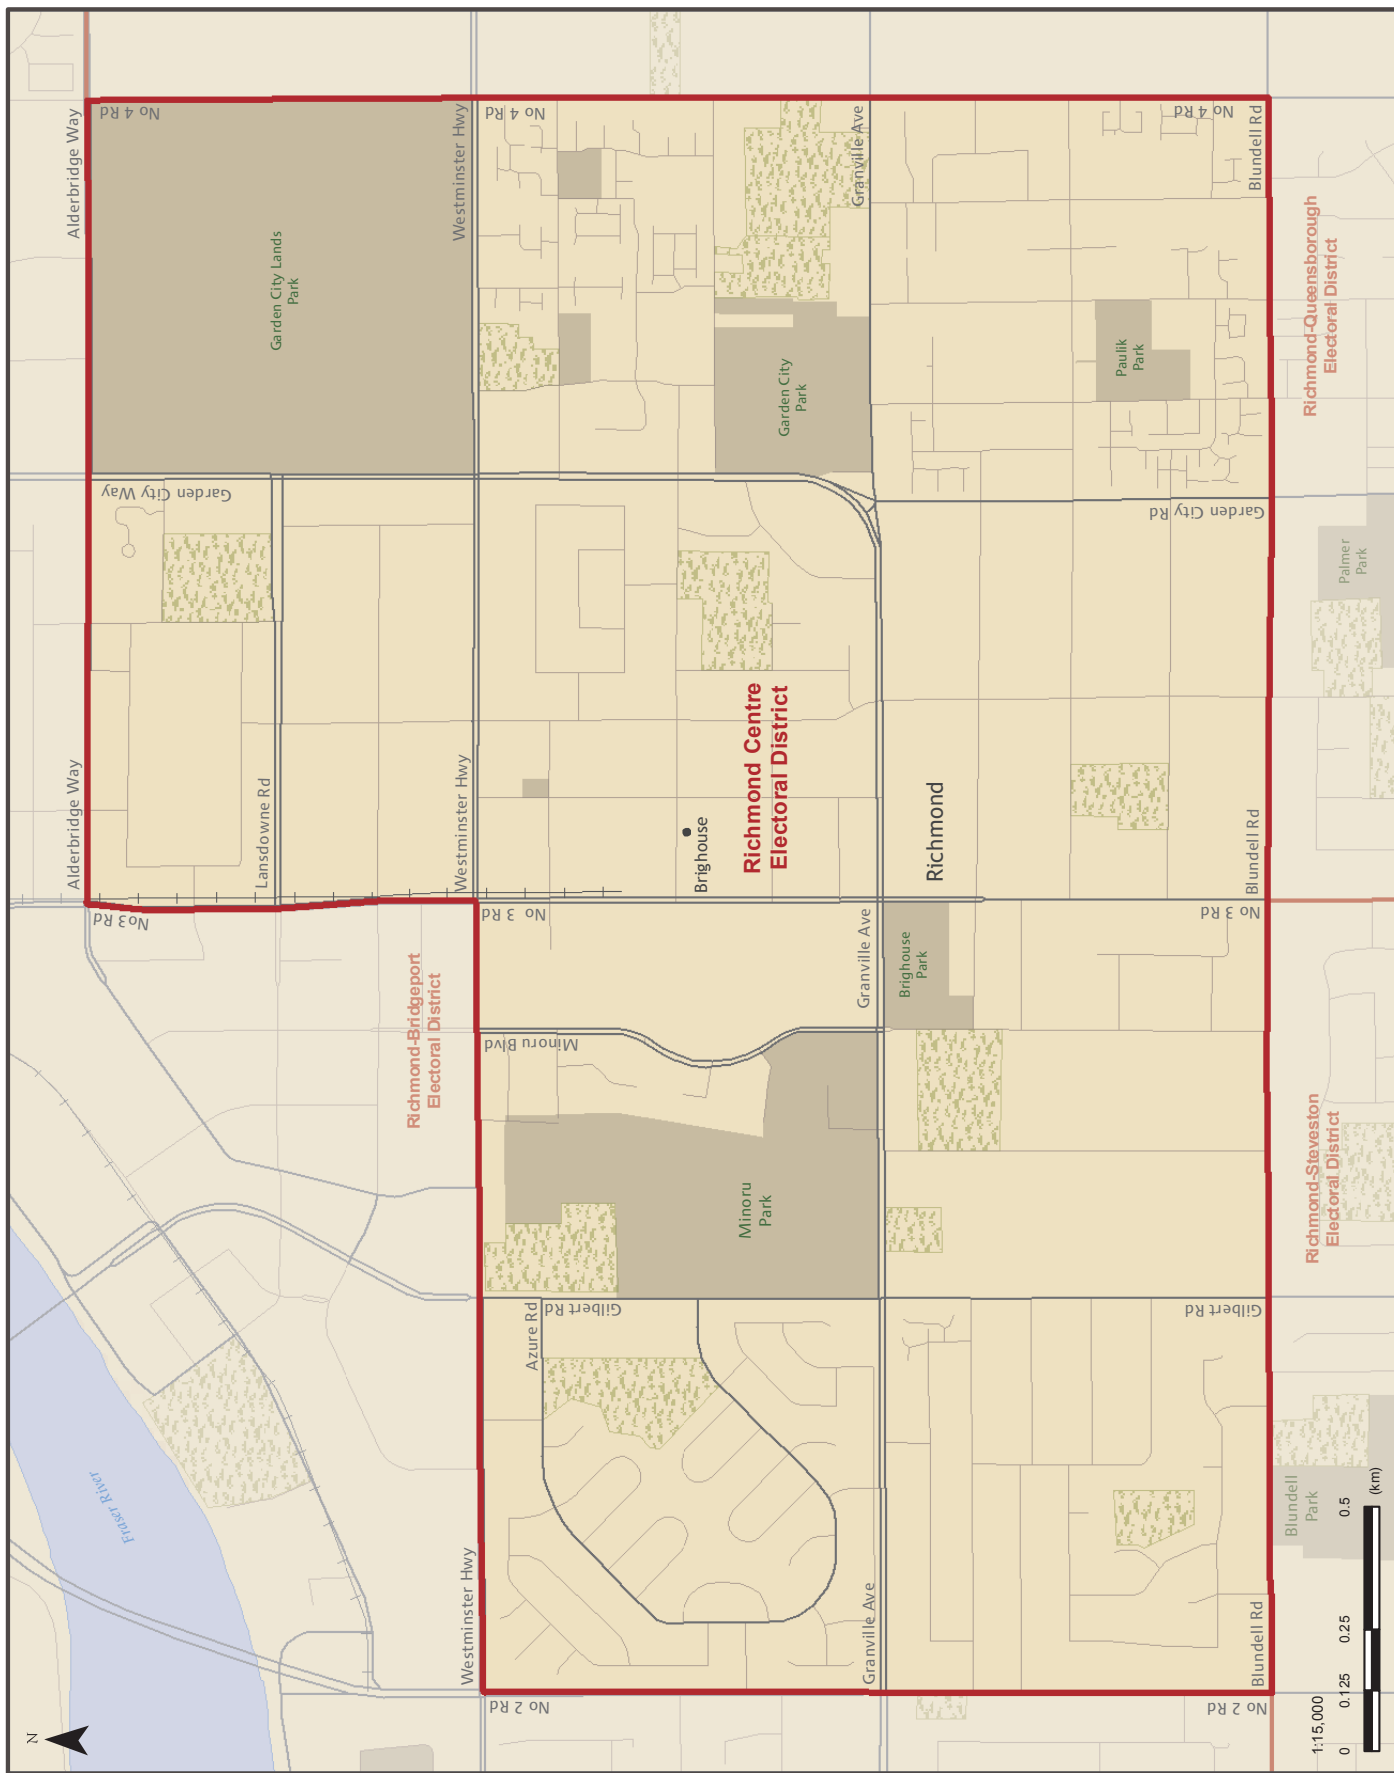 N
Fraser River
Alderbridge Way
Alderbridge Way
No3 Rd
Garden City Way
No 4 Rd
Garden City Lands
Park
Lansdowne Rd
Richmond-Bridgeport
Electoral District
Westminster Hwy
Westminster Hwy
Westminster Hwy
No 2 Rd
Azure Rd
Gilbert Rd
Minoru Blvd
No 3 Rd
No 4 Rd
Brighouse
Richmond Centre
Electoral District
Minoru
Park
Garden City
Park
Granville Ave
Granville Ave
Granville Ave
Brighouse
Park
Richmond
Paulik
Park
No 2 Rd
Gilbert Rd
No 3 Rd
Garden City Rd
No 4 Rd
Blundell Rd
Blundell Rd
Blundell Rd
Blundell
Park
Richmond-Steveston
Electoral District
Palmer
Park
Richmond-Queensborough
Electoral District
1:15,000
0 0.125 0.25 0.5
(km)